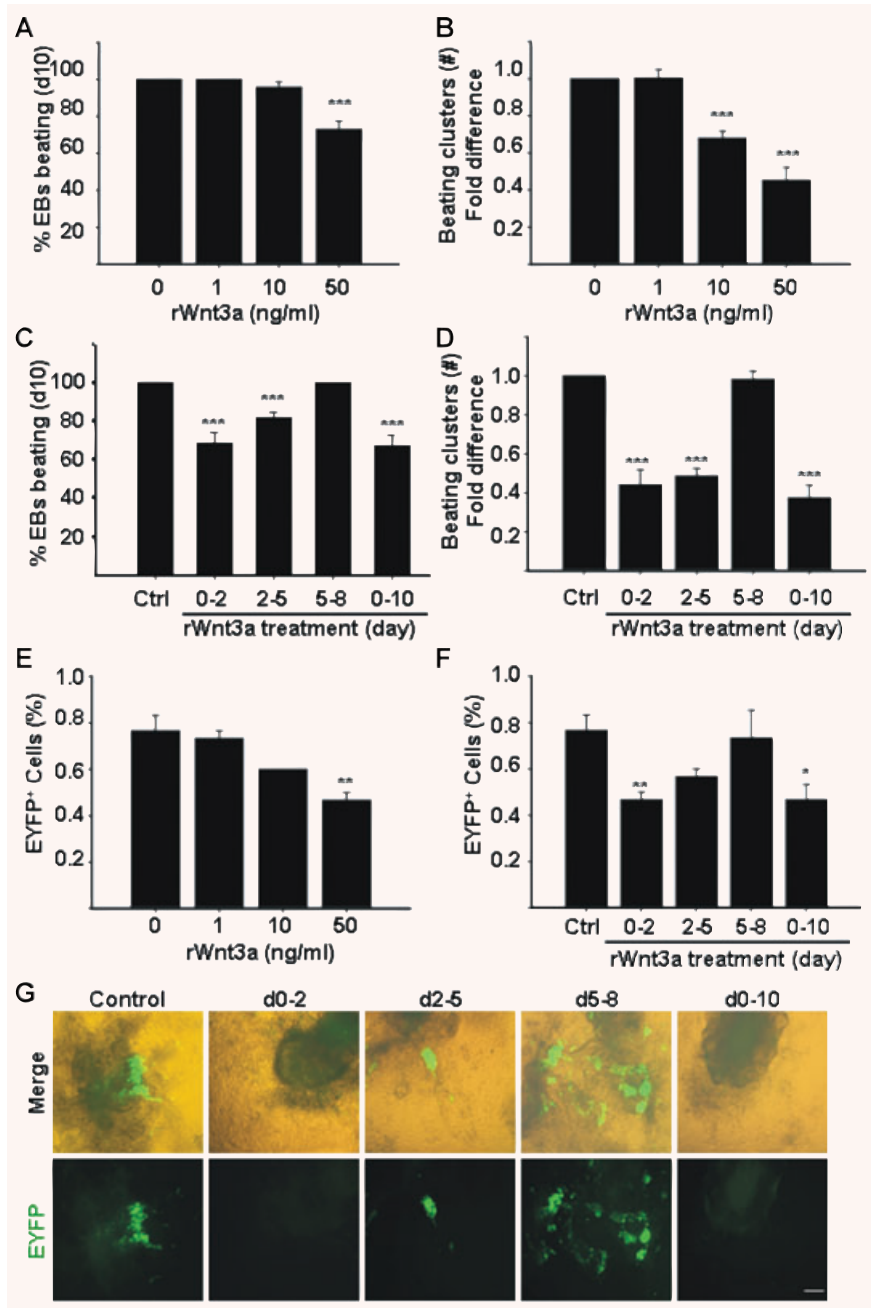 A
% EBs beating (d10)
100
80
60
40
20
0 1 10 50
rWnt3a (ng/ml)
***
B
Beating clusters (#)
Fold difference
1.0
0.8
0.6
0.4
0.2
***
***
0 1 10 50
rWnt3a (ng/ml)
C
% EBs beating (d10)
100
80
60
40
20
***
***
***
Ctrl 0-2 2-5 5-8 0-10
rWnt3a treatment (day)
D
Beating clusters (#)
Fold difference
1.0
0.8
0.6
0.4
0.2
***
***
***
Ctrl 0-2 2-5 5-8 0-10
rWnt3a treatment (day)
E
EYFP+ Cells (%)
1.0
0.8
0.6
0.4
0.2
**
0 1 10 50
rWnt3a (ng/ml)
F
EYFP+ Cells (%)
1.0
0.8
0.6
0.4
0.2
**
*
Ctrl 0-2 2-5 5-8 0-10
rWnt3a treatment (day)
G
Control d0-2 d2-5 d5-8 d0-10
Merge
EYFP